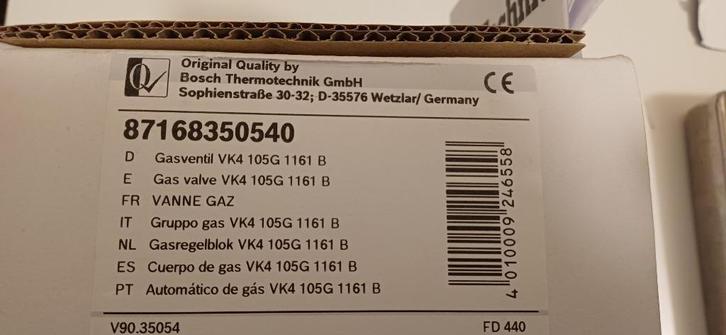 Original Quality by
Bosch Thermotechnik GmbH
Sophienstraße 30-32; D-35576 Wetzlar/ Germany
CE
87168350540
D Gasventil VK4 105G 1161 B
E Gas valve VK4 105G 1161 B
FR VANNE GAZ
IT Gruppo gas VK4 105G 1161 B
NL Gasregelblok VK4 105G 1161 B
ES Cuerpo de gas VK4 105G 1161 B
PT Automático de gás VK4 105G 1161 B
4 010009 246558
V90.35054 FD 440